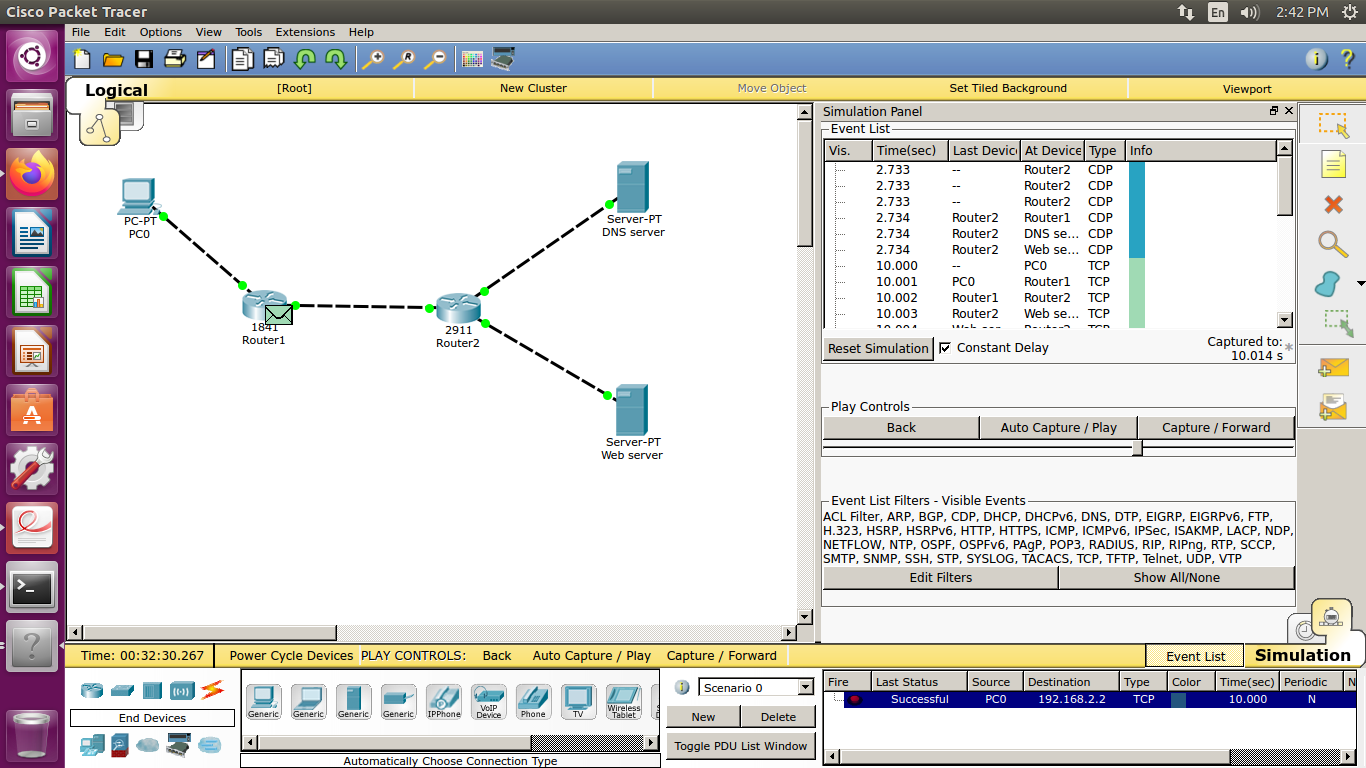 Cisco Packet Tracer
En
2:42 PM
File Edit Options View Tools Extensions Help
Logical
[Root]
New Cluster
Move Object
Set Tiled Background
Viewport
PC-PT
PC0
1841
Router1
2911
Router2
Server-PT
DNS server
Server-PT
Web server
Simulation Panel
Event List
Vis. Time(sec) Last Devic At Device Type Info
2.733 -- Router2 CDP
2.733 -- Router2 CDP
2.733 -- Router2 CDP
2.734 Router2 Router1 CDP
2.734 Router2 DNS se... CDP
2.734 Router2 Web se... CDP
10.000 -- PC0 TCP
10.001 PC0 Router1 TCP
10.002 Router1 Router2 TCP
10.003 Router2 Web se... TCP
Reset Simulation
Constant Delay
Captured to:
10.014 s
Play Controls
Back
Auto Capture / Play
Capture / Forward
Event List Filters - Visible Events
ACL Filter, ARP, BGP, CDP, DHCP, DHCPv6, DNS, DTP, EIGRP, EIGRPv6, FTP,
H.323, HSRP, HSRPv6, HTTP, HTTPS, ICMP, ICMPv6, IPSec, ISAKMP, LACP, NDP,
NETFLOW, NTP, OSPF, OSPFv6, PAgP, POP3, RADIUS, RIP, RIPng, RTP, SCCP,
SMTP, SNMP, SSH, STP, SYSLOG, TACACS, TCP, TFTP, Telnet, UDP, VTP
Edit Filters
Show All/None
Time: 00:32:30.267
Power Cycle Devices
PLAY CONTROLS:
Back
Auto Capture / Play
Capture / Forward
Event List
Simulation
End Devices
Generic
Generic
Generic
Generic
IPPhone
VoIP
Device
Phone
TV
Wireless
Tablet
Automatically Choose Connection Type
Scenario 0
New
Delete
Toggle PDU List Window
Fire Last Status Source Destination Type Color Time(sec) Periodic N
Successful PC0 192.168.2.2 TCP 10.000 N